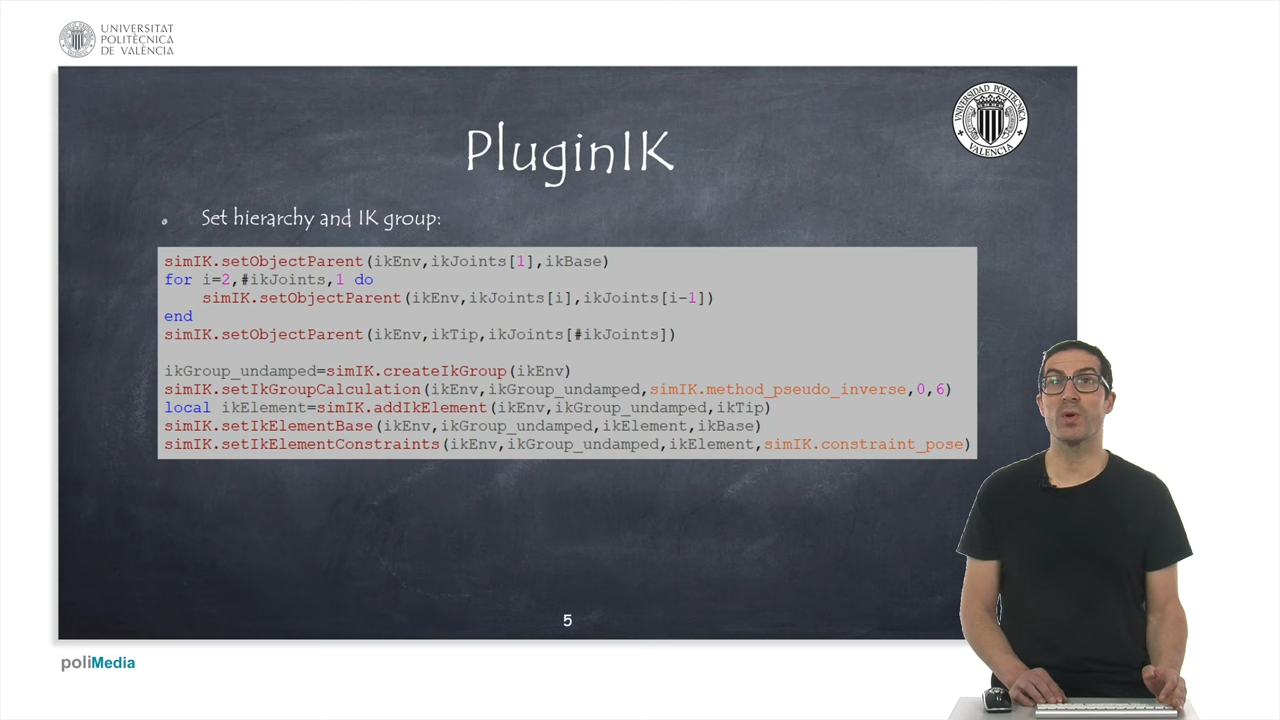 UNIVERSITAT
POLITÈCNICA
DE VALÈNCIA
UNIVERSIDAD POLITECNICA
VALENCIA
PluginIK
Set hierarchy and IK group:
simIK.setObjectParent(ikEnv,ikJoints[1],ikBase)
for i=2,#ikJoints,1 do
    simIK.setObjectParent(ikEnv,ikJoints[i],ikJoints[i-1])
end
simIK.setObjectParent(ikEnv,ikTip,ikJoints[#ikJoints])
ikGroup_undamped=simIK.createIkGroup(ikEnv)
simIK.setIkGroupCalculation(ikEnv,ikGroup_undamped,simIK.method_pseudo_inverse,0,6)
local ikElement=simIK.addIkElement(ikEnv,ikGroup_undamped,ikTip)
simIK.setIkElementBase(ikEnv,ikGroup_undamped,ikElement,ikBase)
simIK.setIkElementConstraints(ikEnv,ikGroup_undamped,ikElement,simIK.constraint_pose)
5
poliMedia